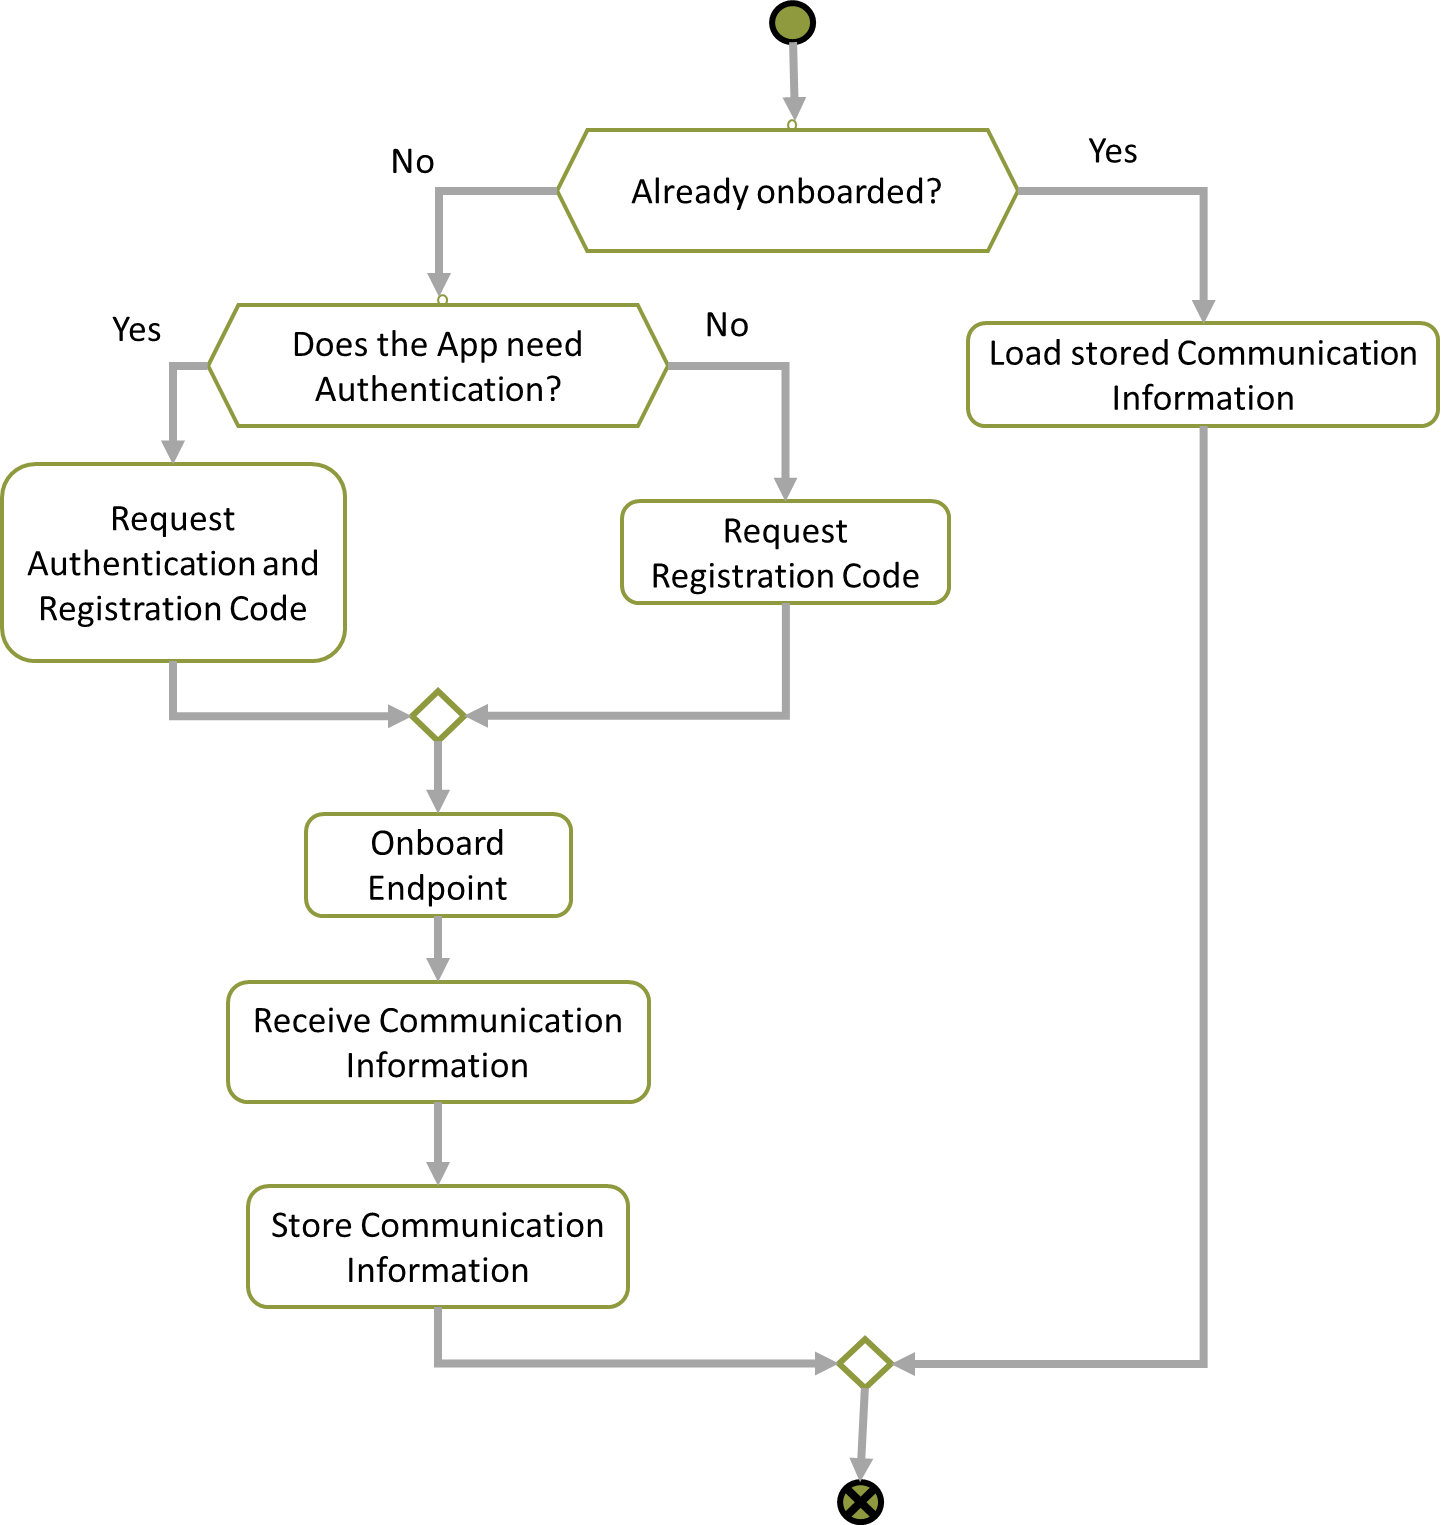 No
Yes
Already onboarded?
Yes
Does the App need
Authentication?
No
Load stored Communication
Information
Request
Authentication and
Registration Code
Request
Registration Code
Onboard
Endpoint
Receive Communication
Information
Store Communication
Information